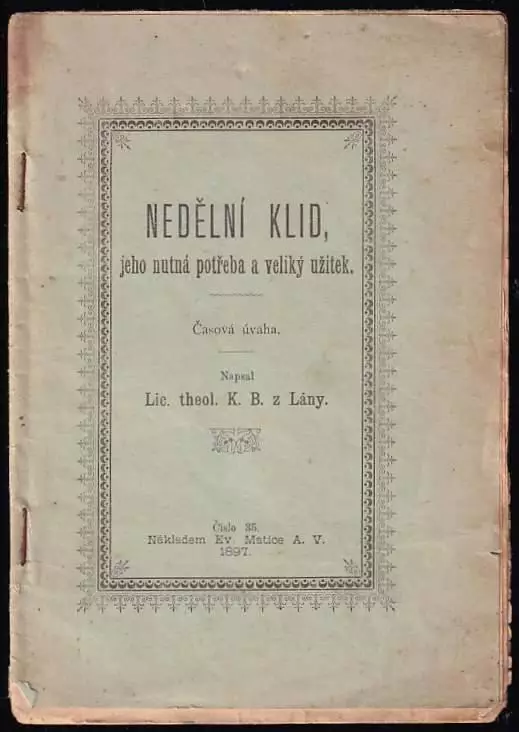 NEDĚLNÍ KLID,
jeho nutná potřeba a veliký užitek.
Časová úvaha.
Napsal
Lic. theol. K. B. z Lány.
Číslo 35.
Nákladem Ev. Matice A. V.
1897.